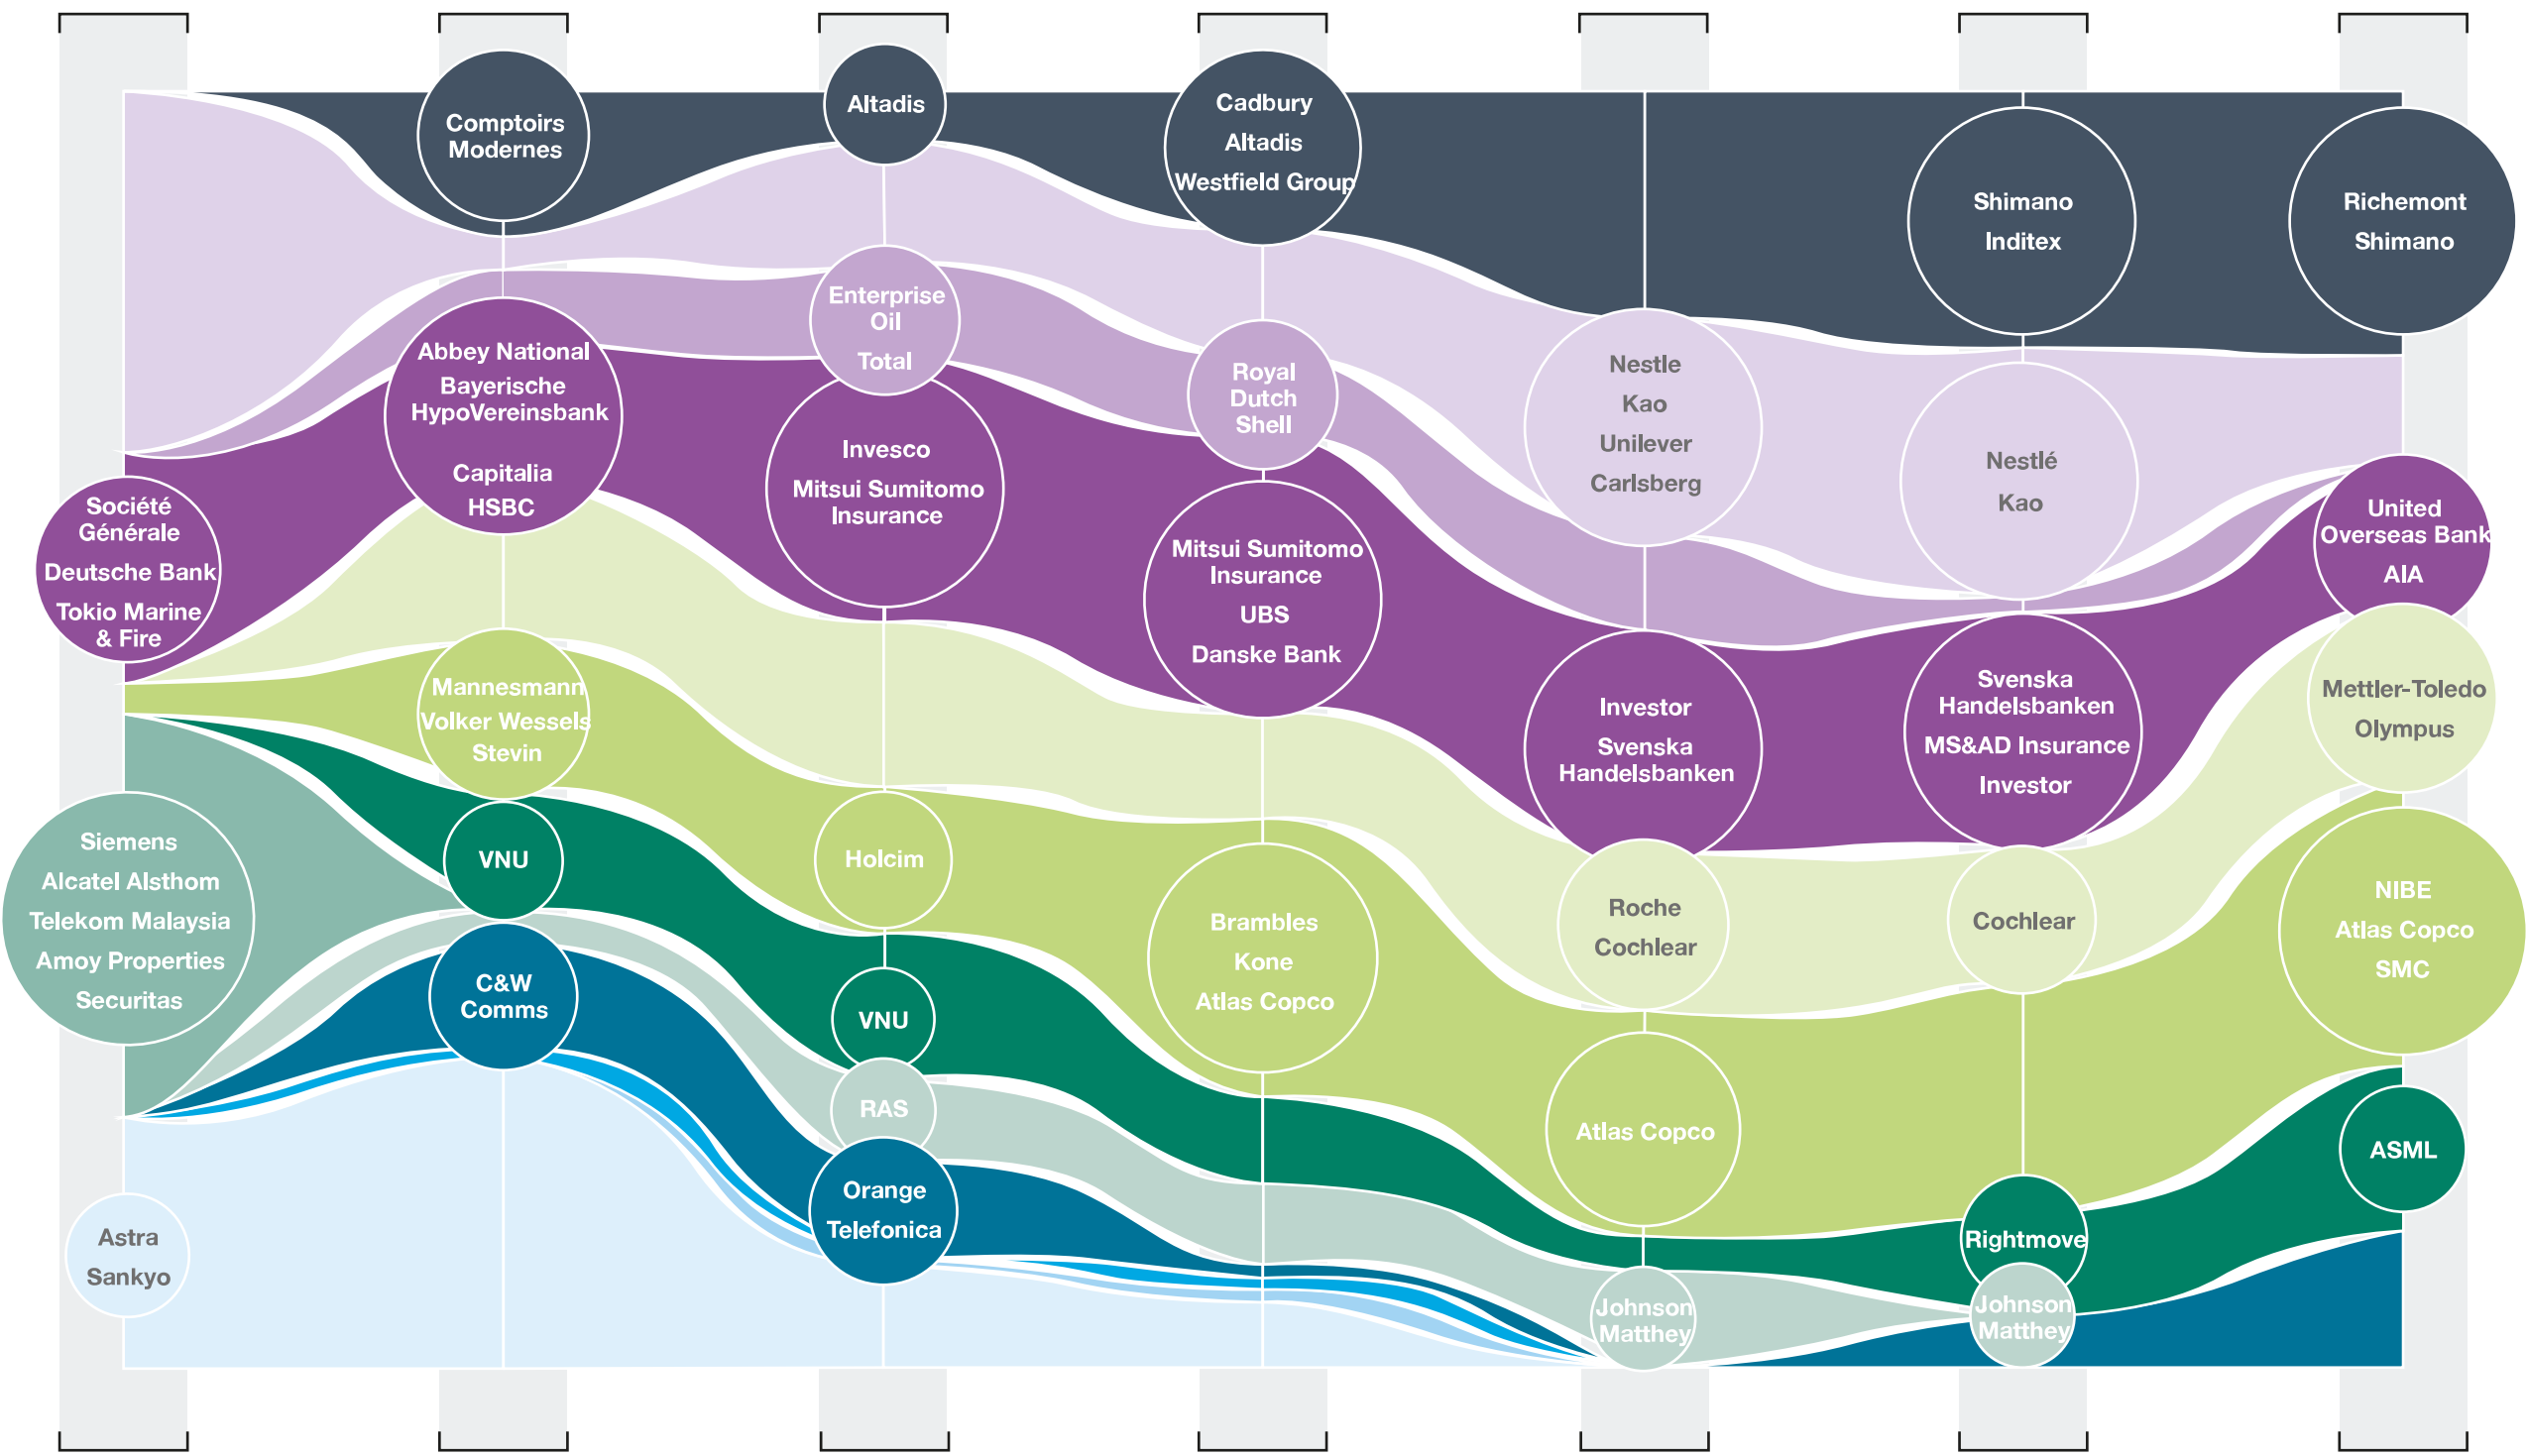 Société
Générale
Deutsche Bank
Tokio Marine
& Fire
Siemens
Alcatel Alsthom
Telekom Malaysia
Amoy Properties
Securitas
Astra
Sankyo
Comptoirs
Modernes
Abbey National
Bayerische
HypoVereinsbank
Capitalia
HSBC
Mannesmann
Volker Wessels
Stevin
VNU
C&W
Comms
Altadis
Enterprise
Oil
Total
Invesco
Mitsui Sumitomo
Insurance
Holcim
VNU
RAS
Orange
Telefonica
Cadbury
Altadis
Westfield Group
Royal
Dutch
Shell
Mitsui Sumitomo
Insurance
UBS
Danske Bank
Brambles
Kone
Atlas Copco
Nestle
Kao
Unilever
Carlsberg
Investor
Svenska
Handelsbanken
Roche
Cochlear
Atlas Copco
Johnson
Matthey
Shimano
Inditex
Nestlé
Kao
Svenska
Handelsbanken
MS&AD Insurance
Investor
Cochlear
Rightmove
Johnson
Matthey
Richemont
Shimano
United
Overseas Bank
AIA
Mettler-Toledo
Olympus
NIBE
Atlas Copco
SMC
ASML